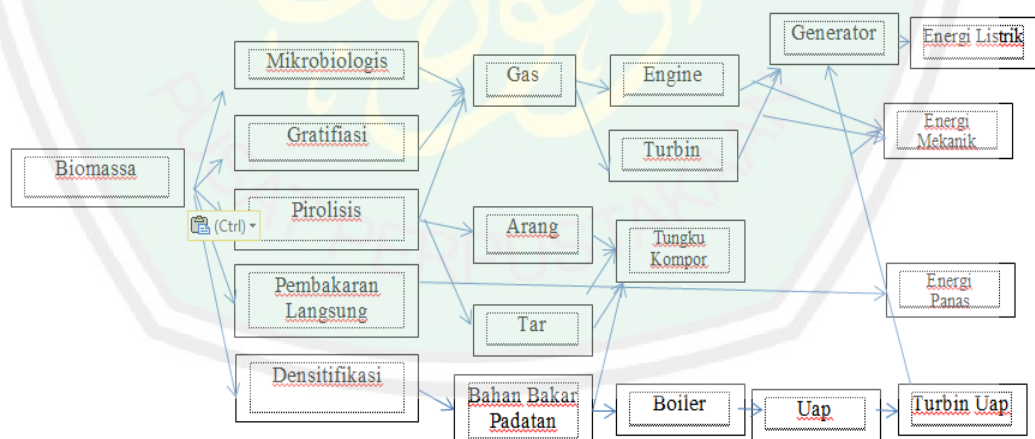 Biomassa
Mikrobiologis
Gratifiasi
Pirolisis
Pembakaran
Langsung
Densitifikasi
(Ctrl)
Gas
Arang
Tar
Bahan Bakar
Padatan
Engine
Turbin
Tungku
Kompor
Boiler
Uap
Generator
Energi Listrik
Energi
Mekanik
Energi
Panas
Turbin Uap